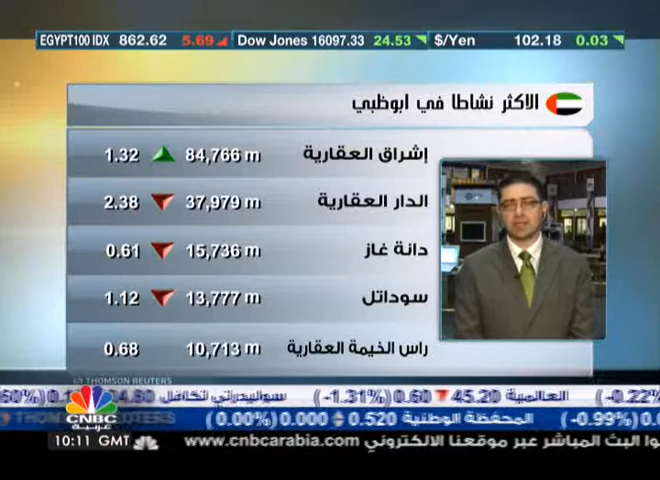 EGYPT100 IDX 862.62 5.69 Dow Jones 16097.33 24.53 $/Yen 102.18 0.03
الاكثر نشاطا في ابوظبي
إشراق العقارية 84,766 m 1.32
الدار العقارية 37,979 m 2.38
دانة غاز 15,736 m 0.61
سوداتل 13,777 m 1.12
راس الخيمة العقارية 10,713 m 0.68
THOMSON REUTERS
(-0.22% العالمية 45.20 0.60 (-1.31%) سوليدرتي تكافل
(-0.99%) المحفظة الوطنية 0.520 0.000 (0.00%) THOMSON REUTERS
CNBC
عربية
10:11 GMT
البث المباشر عبر موقعنا الالكتروني www.cnbcarabia.com